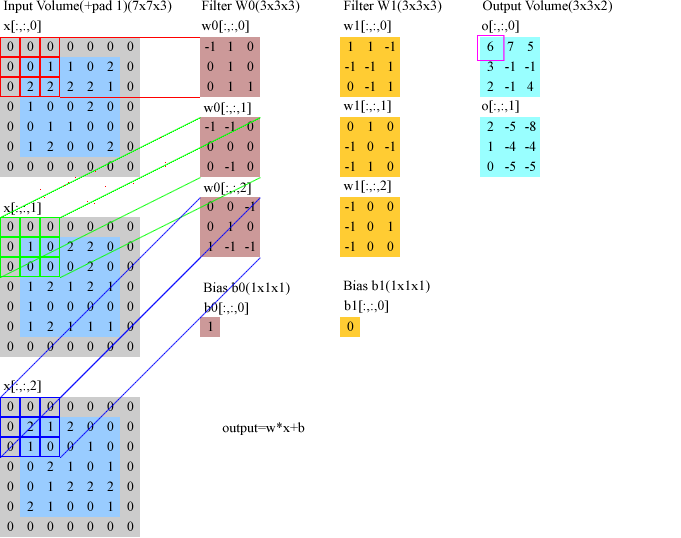 Input Volume(+pad 1)(7x7x3)
x[:,:,0]
0 0 0 0 0 0 0
0 0 1 1 0 2 0
0 2 2 2 2 1 0
0 1 0 0 2 0 0
0 0 1 1 0 0 0
0 1 2 0 0 2 0
0 0 0 0 0 0 0
x[:,:,1]
0 0 0 0 0 0 0
0 1 0 2 2 0 0
0 0 0 0 2 0 0
0 1 2 1 2 1 0
0 1 0 0 0 0 0
0 1 2 1 1 1 0
0 0 0 0 0 0 0
x[:,:,2]
0 0 0 0 0 0 0
0 2 1 2 0 0 0
0 1 0 0 1 0 0
0 0 2 1 0 1 0
0 0 1 2 2 2 0
0 2 1 0 0 1 0
0 0 0 0 0 0 0
Filter W0(3x3x3)
w0[:,:,0]
-1 1 0
0 1 0
0 1 1
w0[:,:,1]
-1 -1 0
0 0 0
0 -1 0
w0[:,:,2]
0 0 -1
0 1 0
1 -1 -1
Bias b0(1x1x1)
b0[:,:,0]
1
Filter W1(3x3x3)
w1[:,:,0]
1 1 -1
-1 -1 1
0 -1 1
w1[:,:,1]
0 1 0
-1 0 -1
-1 1 0
w1[:,:,2]
-1 0 0
-1 0 1
-1 0 0
Bias b1(1x1x1)
b1[:,:,0]
0
Output Volume(3x3x2)
o[:,:,0]
6 7 5
3 -1 -1
2 -1 4
o[:,:,1]
2 -5 -8
1 -4 -4
0 -5 -5
output=w*x+b